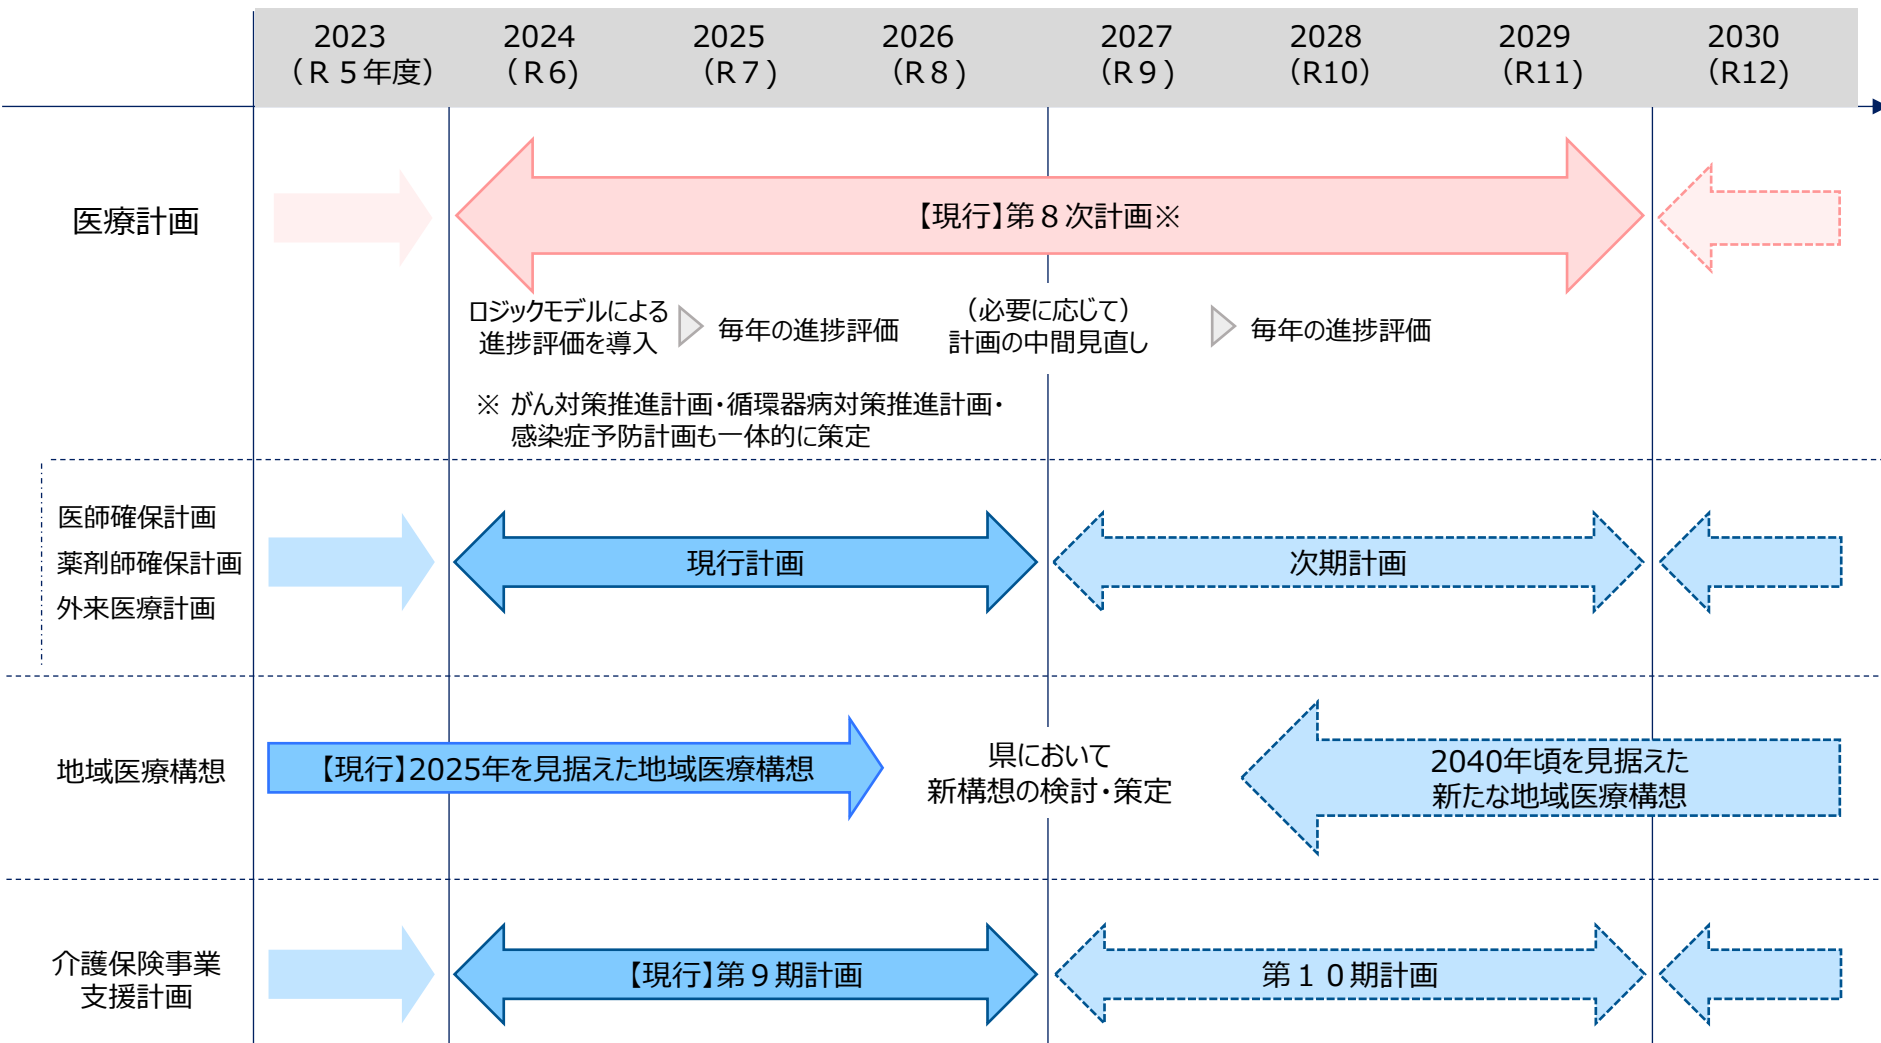 2023 2024 2025 2026 2027 2028 2029 2030
（R５年度） （R6） （R７） （R８） （R９） （R10） （R11） （R12）
医療計画
【現行】第８次計画※
ロジックモデルによる
進捗評価を導入
毎年の進捗評価
（必要に応じて）
計画の中間見直し
毎年の進捗評価
※ がん対策推進計画・循環器病対策推進計画・
感染症予防計画も一体的に策定
医師確保計画
薬剤師確保計画
外来医療計画
現行計画
次期計画
地域医療構想
【現行】2025年を見据えた地域医療構想
県において
新構想の検討・策定
2040年頃を見据えた
新たな地域医療構想
介護保険事業
支援計画
【現行】第９期計画
第１０期計画